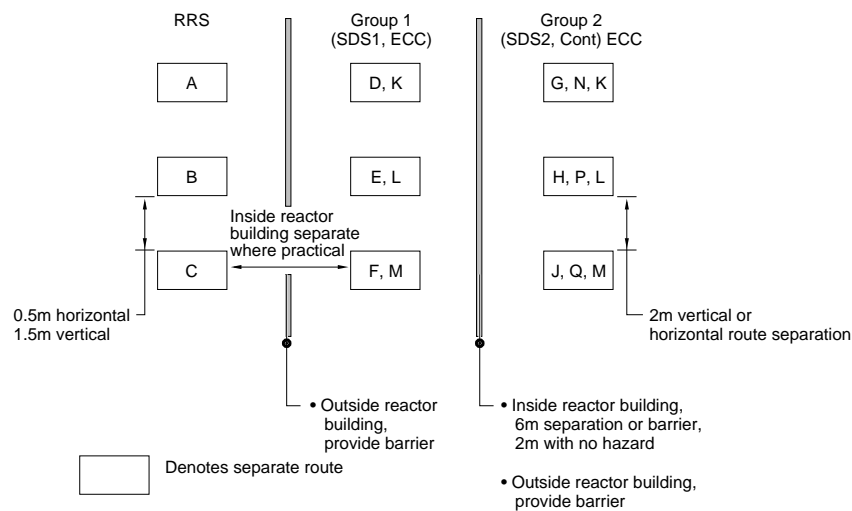 RRS
Group 1
(SDS1, ECC)
Group 2
(SDS2, Cont) ECC
A
D, K
G, N, K
B
E, L
H, P, L
Inside reactor
building separate
where practical
C
F, M
J, Q, M
0.5m horizontal
1.5m vertical
2m vertical or
horizontal route separation
• Outside reactor
building,
provide barrier
• Inside reactor building,
6m separation or barrier,
2m with no hazard
• Outside reactor building,
provide barrier
Denotes separate route